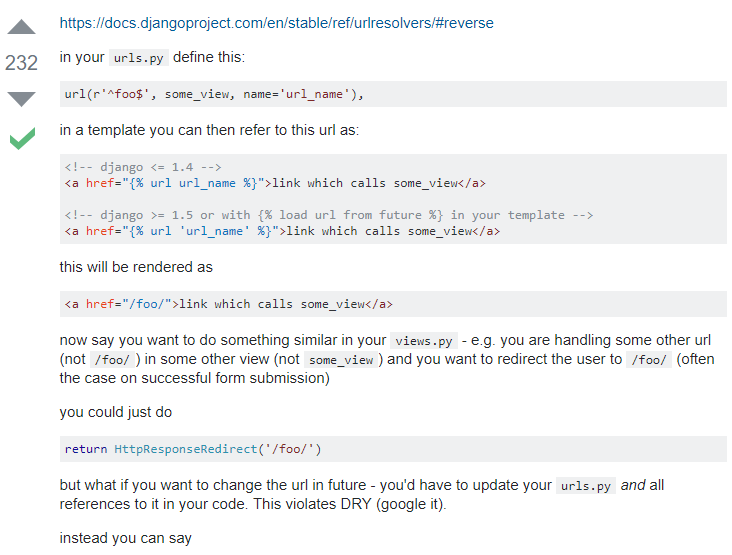 https://docs.djangoproject.com/en/stable/ref/urlresolvers/#reverse
232
in your urls.py define this:
url(r'^foo$', some_view, name='url_name'),
in a template you can then refer to this url as:
<!-- django <= 1.4 -->
<a href="{% url url_name %}">link which calls some_view</a>
<!-- django >= 1.5 or with {% load url from future %} in your template -->
<a href="{% url 'url_name' %}">link which calls some_view</a>
this will be rendered as
<a href="/foo/">link which calls some_view</a>
now say you want to do something similar in your views.py - e.g. you are handling some other url
(not /foo/ ) in some other view (not some_view ) and you want to redirect the user to /foo/ (often
the case on successful form submission)
you could just do
return HttpResponseRedirect('/foo/')
but what if you want to change the url in future - you'd have to update your urls.py and all
references to it in your code. This violates DRY (google it).
instead you can say